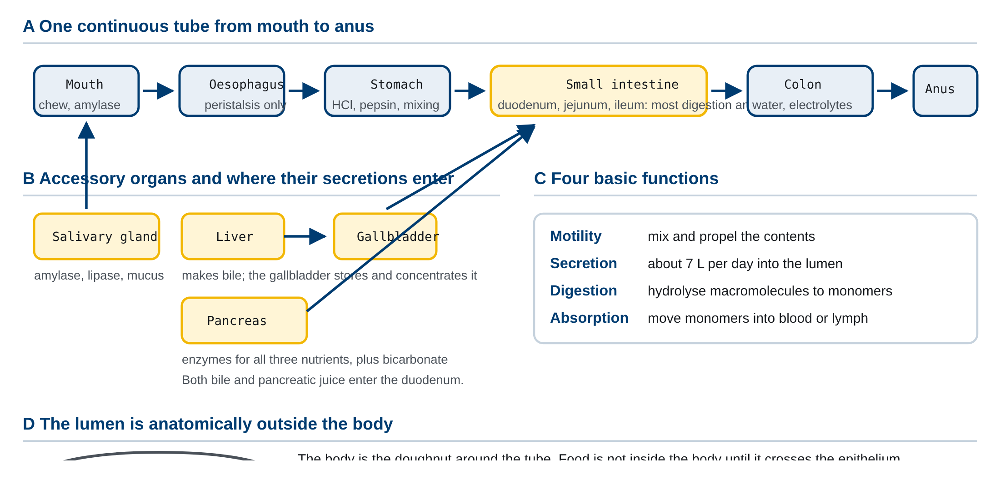 A One continuous tube from mouth to anus
Mouth
chew, amylase
Oesophagus
peristalsis only
Stomach
HCl, pepsin, mixing
Small intestine
duodenum, jejunum, ileum: most digestion
Colon
water, electrolytes
Anus
B Accessory organs and where their secretions enter
Salivary gland
amylase, lipase, mucus
Liver
Gallbladder
makes bile; the gallbladder stores and concentrates it
Pancreas
enzymes for all three nutrients, plus bicarbonate
Both bile and pancreatic juice enter the duodenum.
C Four basic functions
Motility mix and propel the contents
Secretion about 7 L per day into the lumen
Digestion hydrolyse macromolecules to monomers
Absorption move monomers into blood or lymph
D The lumen is anatomically outside the body
The body is the doughnut around the tube. Food is not inside the body until it crosses the epithelium.